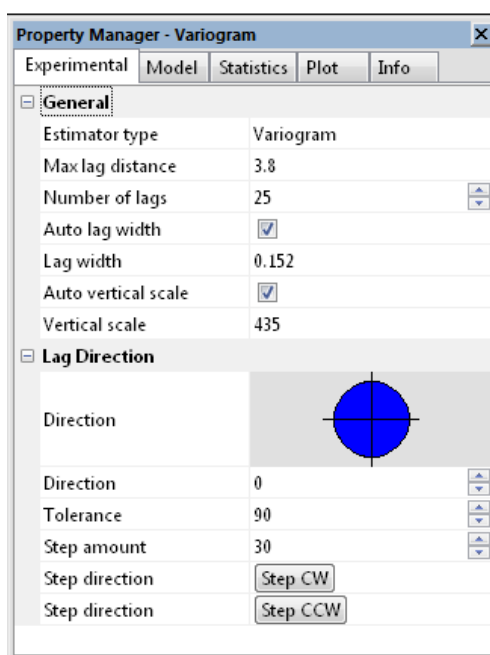 Property Manager - Variogram
Experimental Model Statistics Plot Info
General
Estimator type Variogram
Max lag distance 3.8
Number of lags 25
Auto lag width
Lag width 0.152
Auto vertical scale
Vertical scale 435
Lag Direction
Direction
Direction 0
Tolerance 90
Step amount 30
Step direction Step CW
Step direction Step CCW